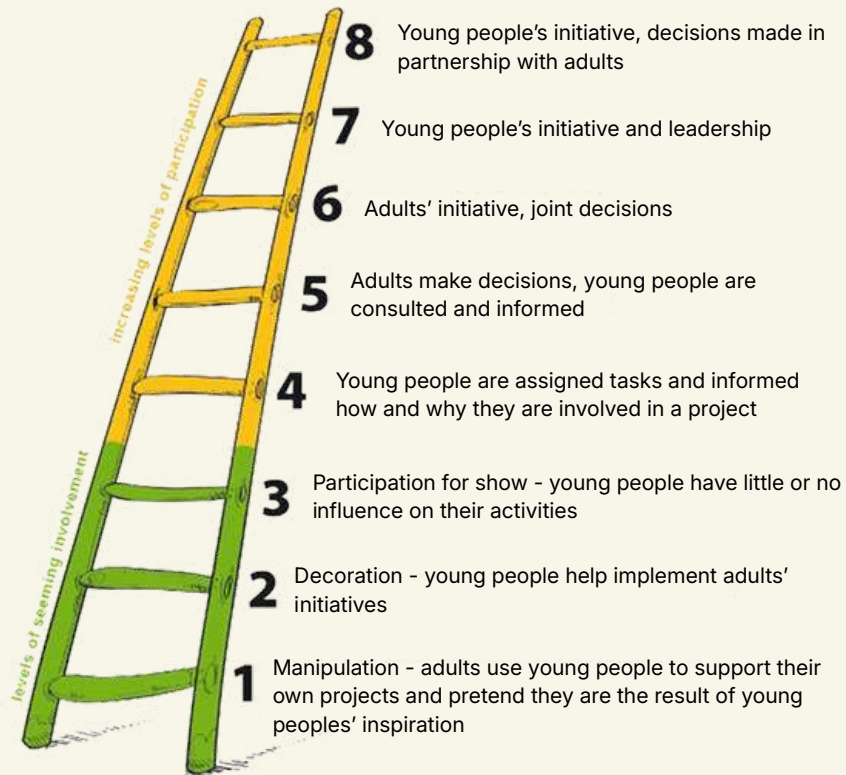 8 Young people’s initiative, decisions made in
partnership with adults
7 Young people’s initiative and leadership
6 Adults’ initiative, joint decisions
5 Adults make decisions, young people are
consulted and informed
4 Young people are assigned tasks and informed
how and why they are involved in a project
3 Participation for show - young people have little or no
influence on their activities
2 Decoration - young people help implement adults’
initiatives
1 Manipulation - adults use young people to support their
own projects and pretend they are the result of young
peoples’ inspiration
increasing levels of participation
levels of seeming involvement